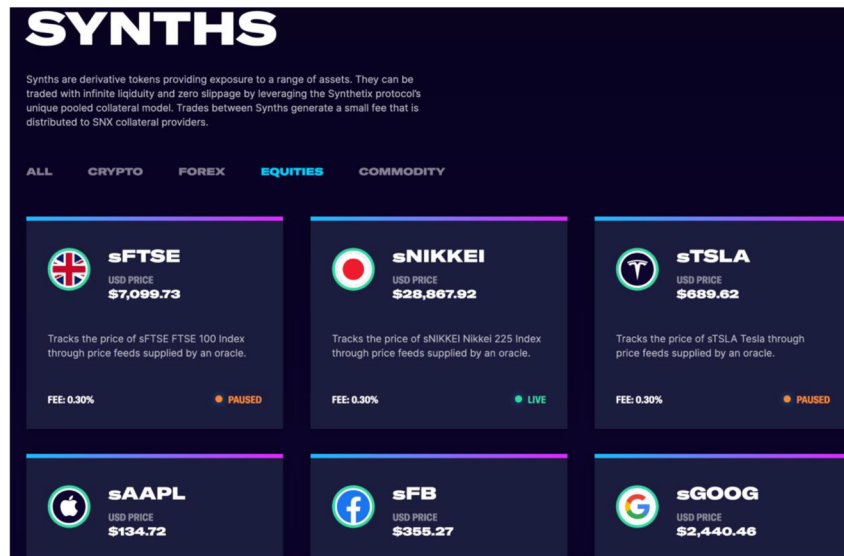 SYNTHS
Synths are derivative tokens providing exposure to a range of assets. They can be
traded with infinite liqiduity and zero slippage by leveraging the Synthetix protocol's
unique pooled collateral model. Trades between Synths generate a small fee that is
distributed to SNX collateral providers.
ALL CRYPTO FOREX EQUITIES COMMODITY
sFTSE
USD PRICE
$7,099.73
Tracks the price of sFTSE FTSE 100 Index
through price feeds supplied by an oracle.
FEE: 0.30% PAUSED
sNIKKEI
USD PRICE
$28,867.92
Tracks the price of sNIKKEI Nikkei 225 Index
through price feeds supplied by an oracle.
FEE: 0.30% LIVE
sTSLA
USD PRICE
$689.62
Tracks the price of sTSLA Tesla through
price feeds supplied by an oracle.
FEE: 0.30% PAUSED
sAAPL
USD PRICE
$134.72
sFB
USD PRICE
$355.27
sGOOG
USD PRICE
$2,440.46